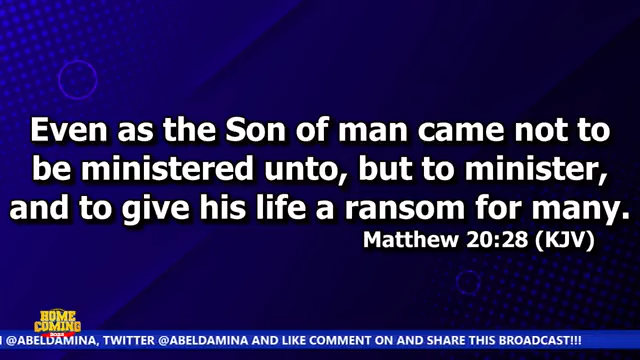 Even as the Son of man came not to
be ministered unto, but to minister,
and to give his life a ransom for many.
Matthew 20:28 (KJV)
HOME
COMING
@ABELDAMINA, TWITTER @ABELDAMINA AND LIKE COMMENT ON AND SHARE THIS BROADCAST!!!